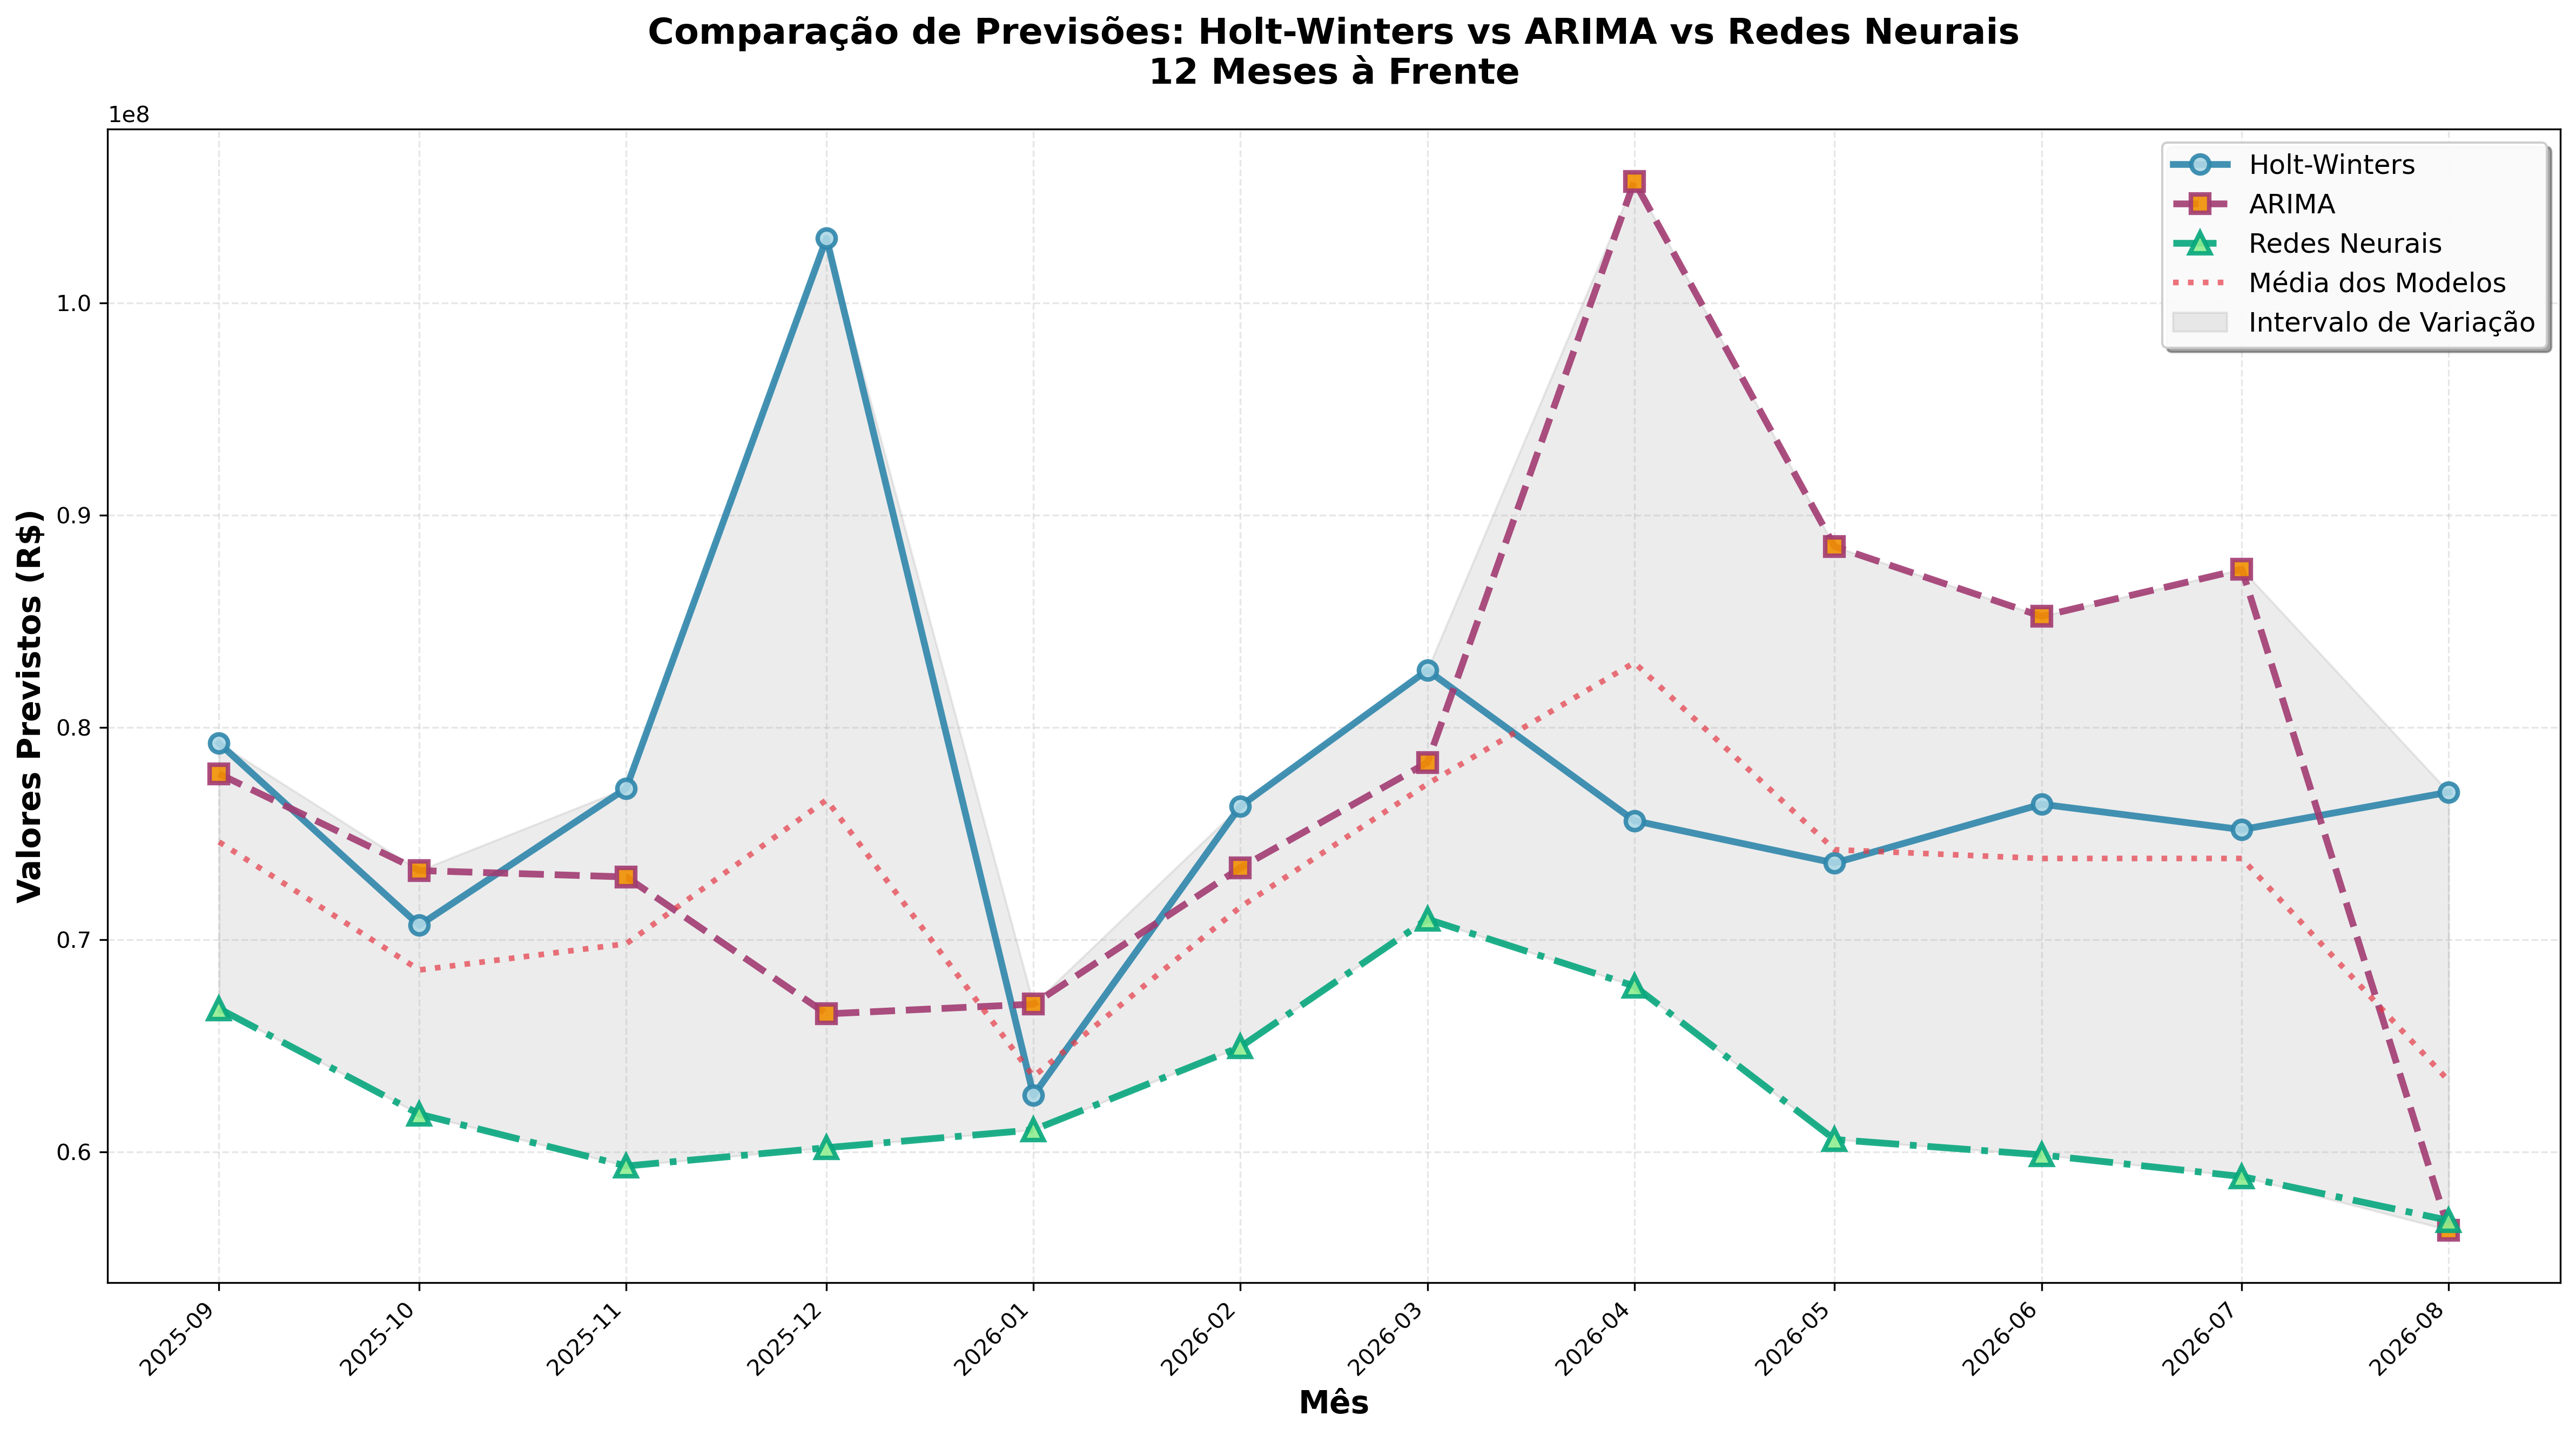 Comparação de Previsões: Holt-Winters vs ARIMA vs Redes Neurais
12 Meses à Frente
1e8
Holt-Winters
ARIMA
Redes Neurais
Média dos Modelos
Intervalo de Variação
1.0
0.9
0.8
0.7
0.6
Valores Previstos (R$)
2025-09
2025-10
2025-11
2025-12
2026-01
2026-02
2026-03
2026-04
2026-05
2026-06
2026-07
2026-08
Mês